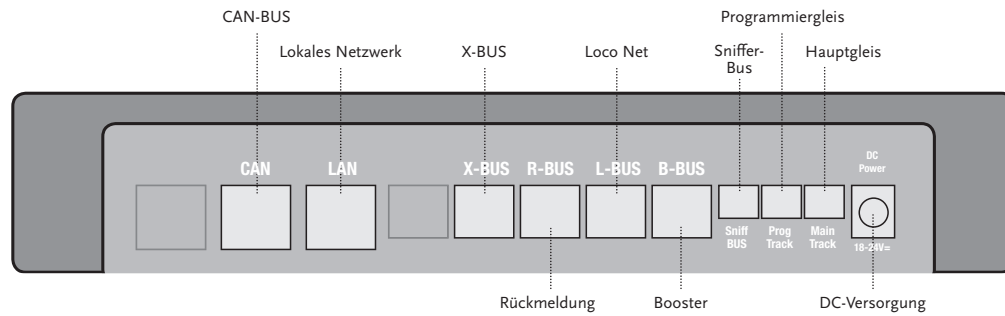 CAN-BUS
Programmiergleis
Lokales Netzwerk
X-BUS
Loco Net
Sniffer-
Bus
Hauptgleis
CAN
LAN
X-BUS
R-BUS
L-BUS
B-BUS
DC
Power
Sniff
BUS
Prog
Track
Main
Track
18-24V=
Rückmeldung
Booster
DC-Versorgung